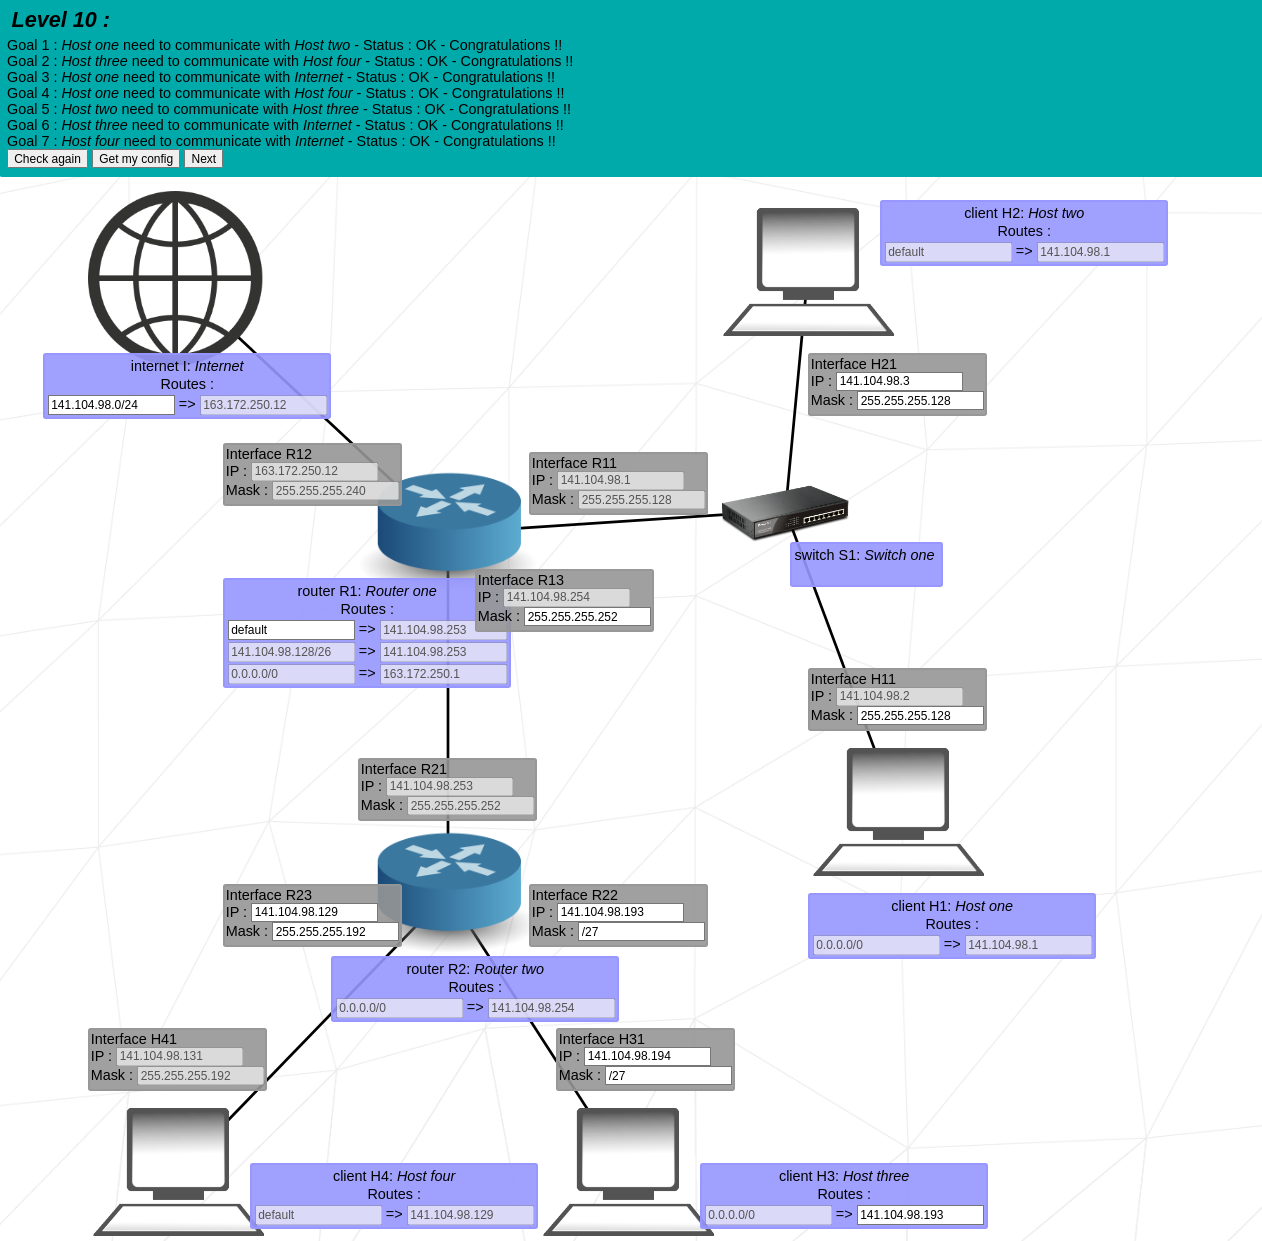 Level 10 :
Goal 1 : Host one need to communicate with Host two - Status : OK - Congratulations !!
Goal 2 : Host three need to communicate with Host four - Status : OK - Congratulations !!
Goal 3 : Host one need to communicate with Internet - Status : OK - Congratulations !!
Goal 4 : Host one need to communicate with Host four - Status : OK - Congratulations !!
Goal 5 : Host two need to communicate with Host three - Status : OK - Congratulations !!
Goal 6 : Host three need to communicate with Internet - Status : OK - Congratulations !!
Goal 7 : Host four need to communicate with Internet - Status : OK - Congratulations !!
Check again Get my config Next
client H2: Host two
Routes :
default => 141.104.98.1
internet I: Internet
Routes :
141.104.98.0/24 => 163.172.250.12
Interface H21
IP : 141.104.98.3
Mask : 255.255.255.128
Interface R12
IP : 163.172.250.12
Mask : 255.255.255.240
Interface R11
IP : 141.104.98.1
Mask : 255.255.255.128
switch S1: Switch one
Interface R13
IP : 141.104.98.254
Mask : 255.255.255.252
router R1: Router one
Routes :
default => 141.104.98.253
141.104.98.128/26 => 141.104.98.253
0.0.0.0/0 => 163.172.250.1
Interface H11
IP : 141.104.98.2
Mask : 255.255.255.128
Interface R21
IP : 141.104.98.253
Mask : 255.255.255.252
Interface R23
IP : 141.104.98.129
Mask : 255.255.255.192
Interface R22
IP : 141.104.98.193
Mask : /27
client H1: Host one
Routes :
0.0.0.0/0 => 141.104.98.1
router R2: Router two
Routes :
0.0.0.0/0 => 141.104.98.254
Interface H41
IP : 141.104.98.131
Mask : 255.255.255.192
Interface H31
IP : 141.104.98.194
Mask : /27
client H4: Host four
Routes :
default => 141.104.98.129
client H3: Host three
Routes :
0.0.0.0/0 => 141.104.98.193